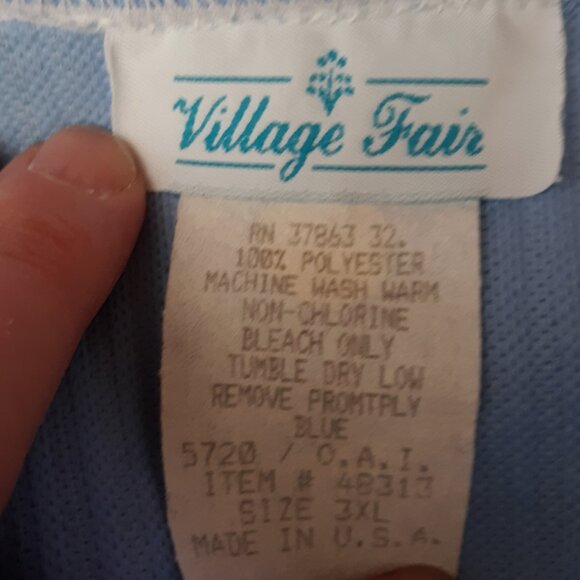 Village Fair
RN 37863 32.
100% POLYESTER
MACHINE WASH WARM
NON-CHLORINE
BLEACH ONLY
TUMBLE DRY LOW
REMOVE PROMTPLY
BLUE
5720 / O.A.I.
ITEM # 48313
SIZE 3XL
MADE IN U.S.A.